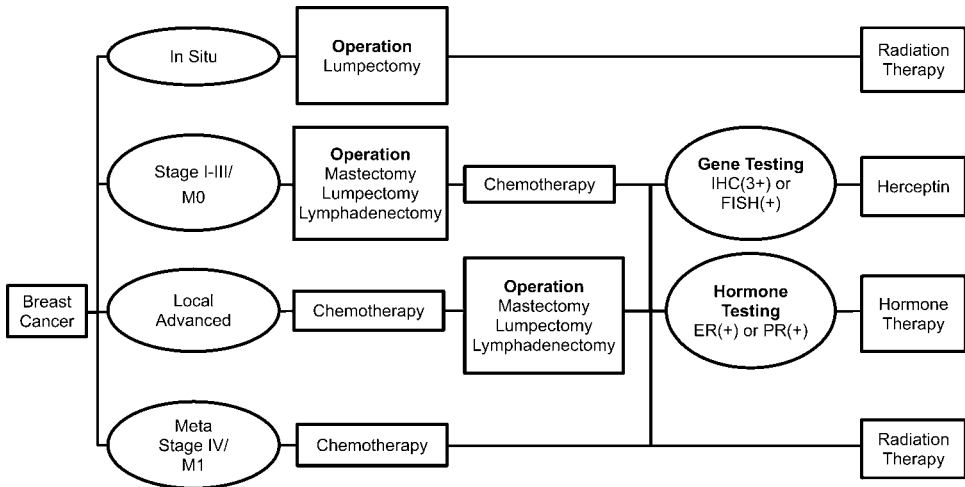 In Situ
Operation
Lumpectomy
Radiation
Therapy
Stage I-III/
M0
Operation
Mastectomy
Lumpectomy
Lymphadenectomy
Chemotherapy
Gene Testing
IHC(3+) or
FISH(+)
Herceptin
Breast
Cancer
Local
Advanced
Chemotherapy
Operation
Mastectomy
Lumpectomy
Lymphadenectomy
Hormone
Testing
ER(+) or PR(+)
Hormone
Therapy
Meta
Stage IV/
M1
Chemotherapy
Radiation
Therapy